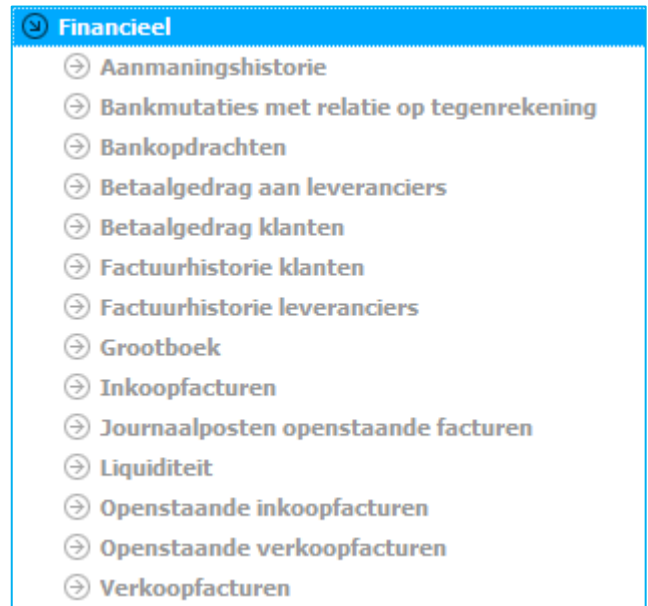 Financieel
Aanmaningshistorie
Bankmutaties met relatie op tegenrekening
Bankopdrachten
Betaalgedrag aan leveranciers
Betaalgedrag klanten
Factuurhistorie klanten
Factuurhistorie leveranciers
Grootboek
Inkoopfacturen
Journaalposten openstaande facturen
Liquiditeit
Openstaande inkoopfacturen
Openstaande verkoopfacturen
Verkoopfacturen